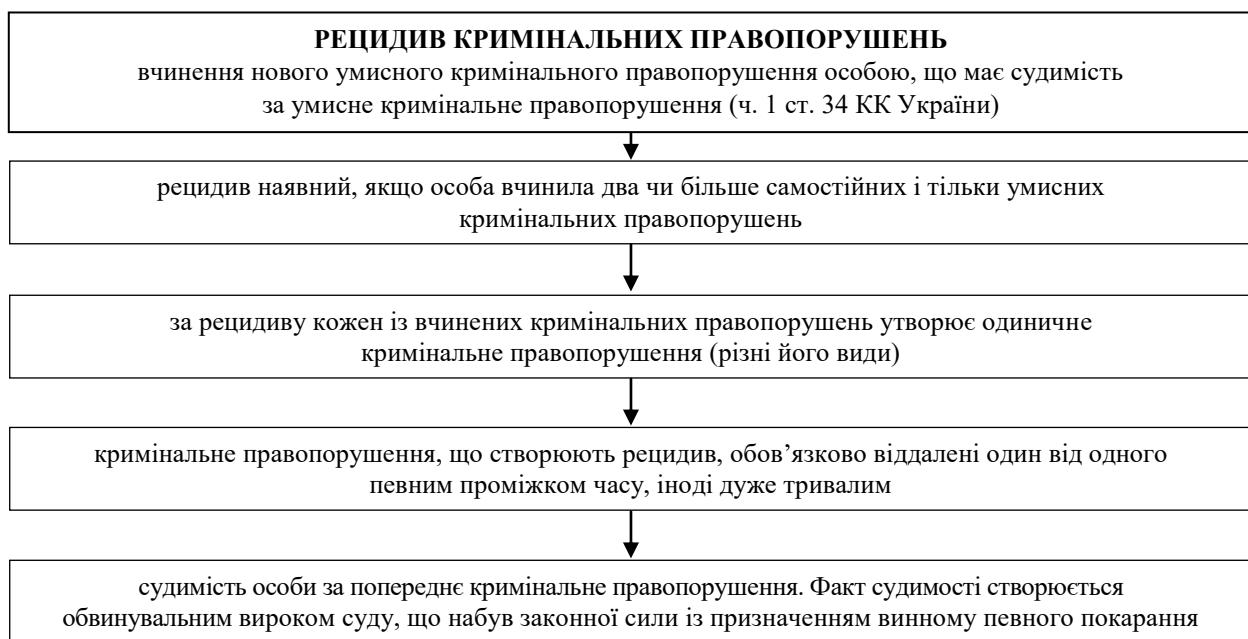 РЕЦИДИВ КРИМІНАЛЬНИХ ПРАВОПОРУШЕНЬ
вчинення нового умисного кримінального правопорушення особою, що має судимість
за умисне кримінальне правопорушення (ч. 1 ст. 34 КК України)
рецидив наявний, якщо особа вчинила два чи більше самостійних і тільки умисних
кримінальних правопорушень
за рецидиву кожен із вчинених кримінальних правопорушень утворює одиничне
кримінальне правопорушення (різні його види)
кримінальне правопорушення, що створюють рецидив, обов’язково віддалені один від одного
певним проміжком часу, іноді дуже тривалим
судимість особи за попереднє кримінальне правопорушення. Факт судимості створюється
обвинувальним вироком суду, що набув законної сили із призначенням винному певного покарання